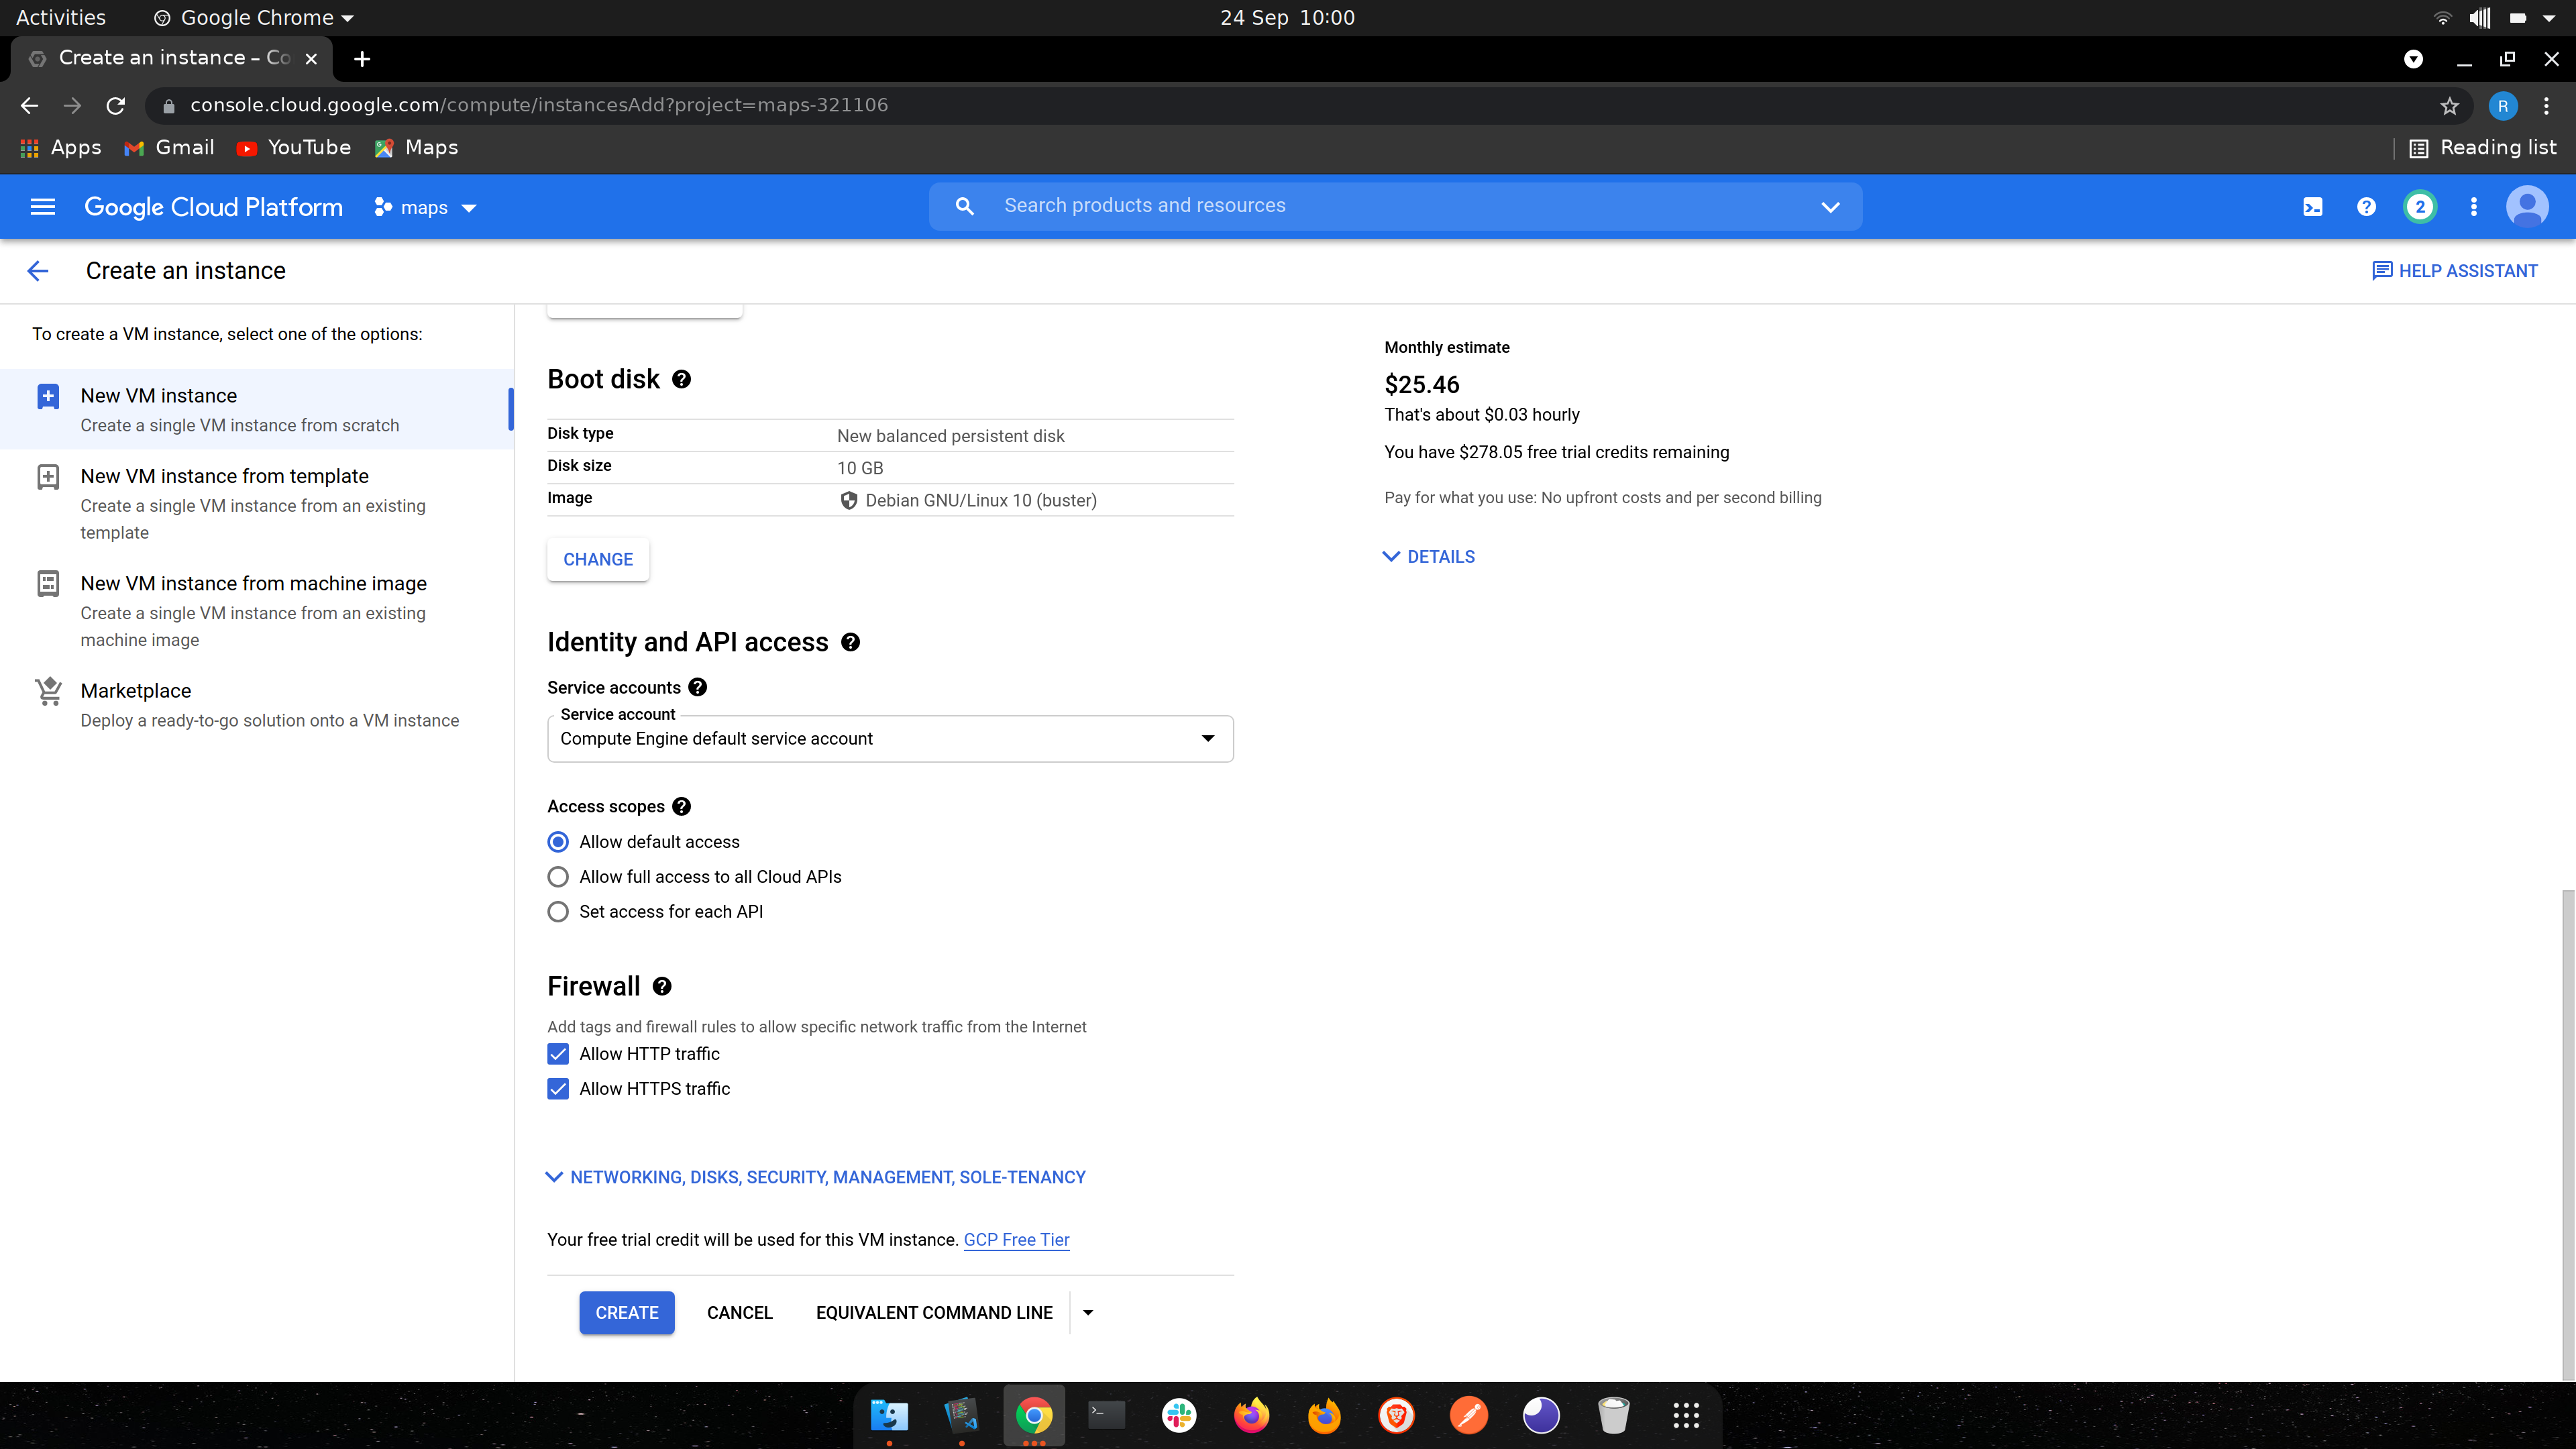 Activities
Google Chrome
24 Sep 10:00
Create an instance – Co
console.cloud.google.com/compute/instancesAdd?project=maps-321106
R
Apps
Gmail
YouTube
Maps
Reading list
Google Cloud Platform
maps
Search products and resources
2
Create an instance
HELP ASSISTANT
To create a VM instance, select one of the options:
New VM instance
Create a single VM instance from scratch
New VM instance from template
Create a single VM instance from an existing
template
New VM instance from machine image
Create a single VM instance from an existing
machine image
Marketplace
Deploy a ready-to-go solution onto a VM instance
Boot disk
Disk type New balanced persistent disk
Disk size 10 GB
Image Debian GNU/Linux 10 (buster)
CHANGE
Identity and API access
Service accounts
Service account
Compute Engine default service account
Access scopes
Allow default access
Allow full access to all Cloud APIs
Set access for each API
Firewall
Add tags and firewall rules to allow specific network traffic from the Internet
Allow HTTP traffic
Allow HTTPS traffic
NETWORKING, DISKS, SECURITY, MANAGEMENT, SOLE-TENANCY
Your free trial credit will be used for this VM instance. GCP Free Tier
CREATE
CANCEL
EQUIVALENT COMMAND LINE
Monthly estimate
$25.46
That's about $0.03 hourly
You have $278.05 free trial credits remaining
Pay for what you use: No upfront costs and per second billing
DETAILS